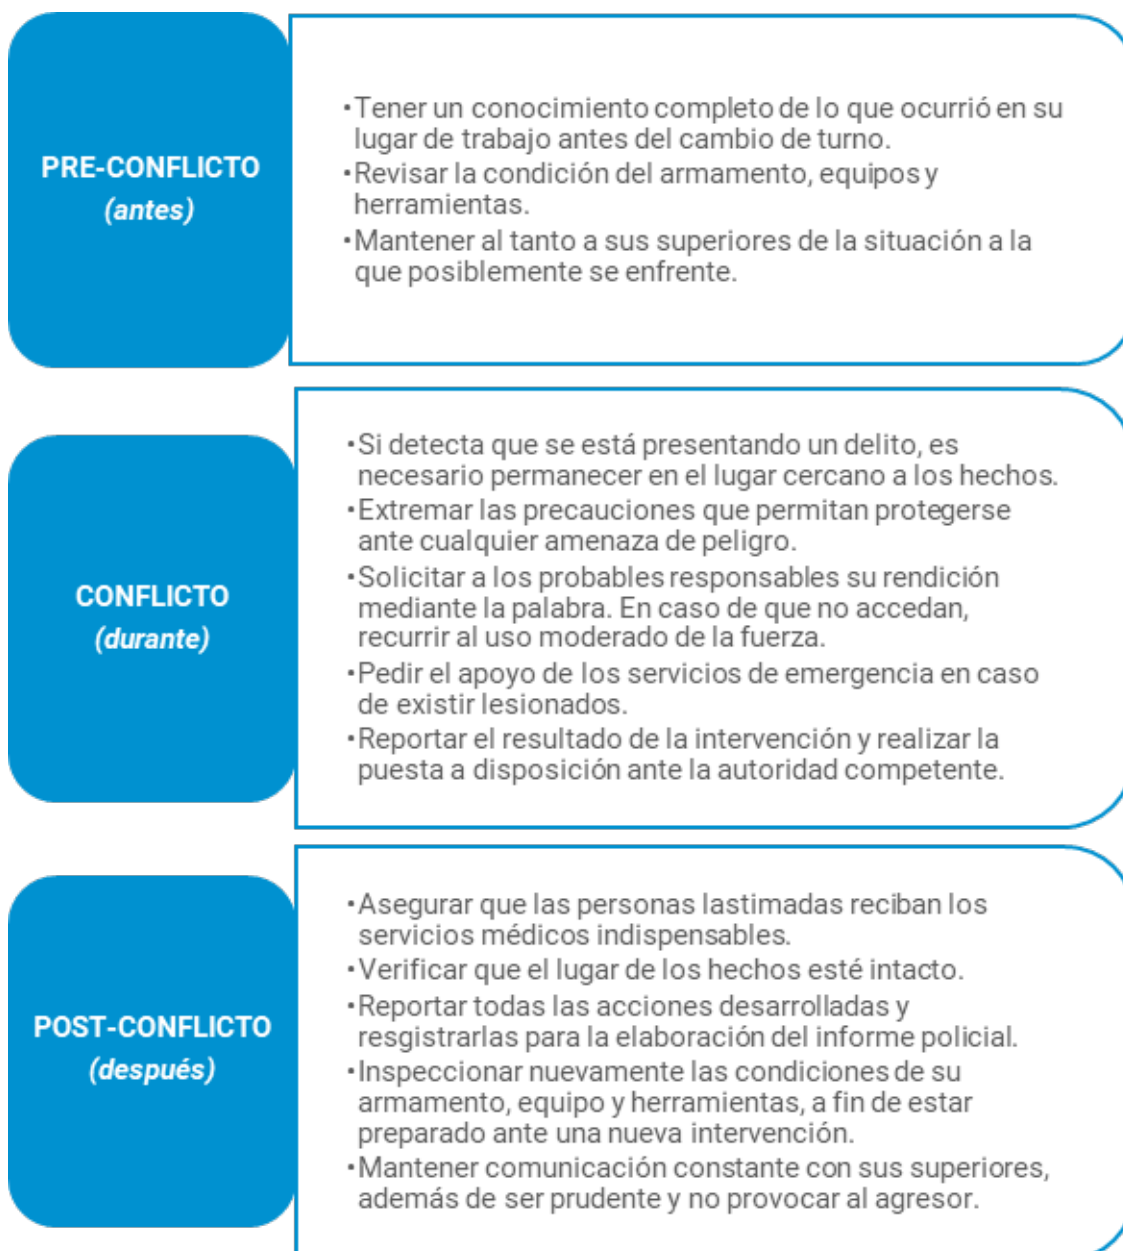 PRE-CONFLICTO
(antes)
•Tener un conocimiento completo de lo que ocurrió en su
lugar de trabajo antes del cambio de turno.
•Revisar la condición del armamento, equipos y
herramientas.
•Mantener al tanto a sus superiores de la situación a la
que posiblemente se enfrente.
CONFLICTO
(durante)
•Si detecta que se está presentando un delito, es
necesario permanecer en el lugar cercano a los hechos.
•Extremar las precauciones que permitan protegerse
ante cualquier amenaza de peligro.
•Solicitar a los probables responsables su rendición
mediante la palabra. En caso de que no accedan,
recurrir al uso moderado de la fuerza.
•Pedir el apoyo de los servicios de emergencia en caso
de existir lesionados.
•Reportar el resultado de la intervención y realizar la
puesta a disposición ante la autoridad competente.
POST-CONFLICTO
(después)
•Asegurar que las personas lastimadas reciban los
servicios médicos indispensables.
•Verificar que el lugar de los hechos esté intacto.
•Reportar todas las acciones desarrolladas y
resgistrarlas para la elaboración del informe policial.
•Inspeccionar nuevamente las condiciones de su
armamento, equipo y herramientas, a fin de estar
preparado ante una nueva intervención.
•Mantener comunicación constante con sus superiores,
además de ser prudente y no provocar al agresor.